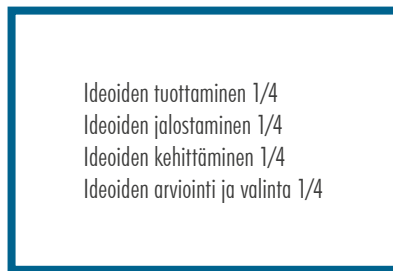 Ideoiden tuottaminen 1/4
Ideoiden jalostaminen 1/4
Ideoiden kehittäminen 1/4
Ideoiden arviointi ja valinta 1/4